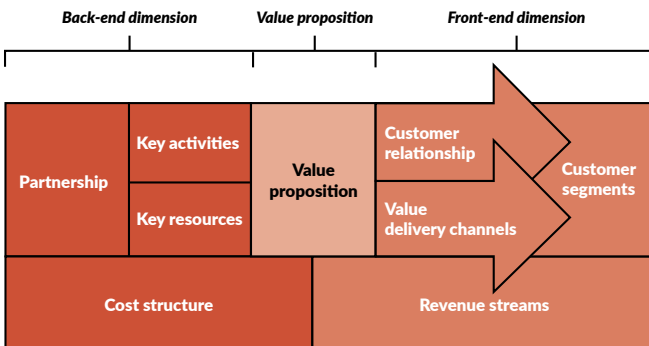 Back-end dimension
Value proposition
Front-end dimension
Partnership
Key activities
Key resources
Value
proposition
Customer
relationship
Value
delivery channels
Customer
segments
Cost structure
Revenue streams